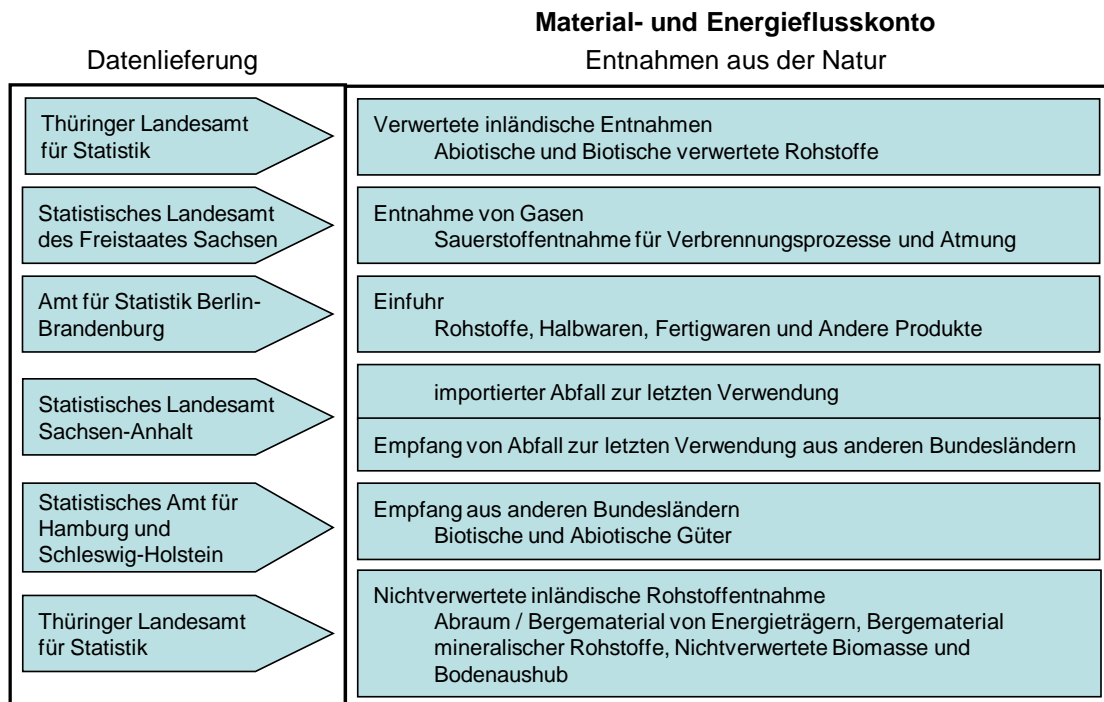 Material- und Energieflusskonto
Datenlieferung
Entnahmen aus der Natur
Thüringer Landesamt
für Statistik
Verwertete inländische Entnahmen
Abiotische und Biotische verwertete Rohstoffe
Statistisches Landesamt
des Freistaates Sachsen
Entnahme von Gasen
Sauerstoffentnahme für Verbrennungsprozesse und Atmung
Amt für Statistik Berlin-
Brandenburg
Einfuhr
Rohstoffe, Halbwaren, Fertigwaren und Andere Produkte
Statistisches Landesamt
Sachsen-Anhalt
importierter Abfall zur letzten Verwendung
Empfang von Abfall zur letzten Verwendung aus anderen Bundesländern
Statistisches Amt für
Hamburg und
Schleswig-Holstein
Empfang aus anderen Bundesländern
Biotische und Abiotische Güter
Thüringer Landesamt
für Statistik
Nichtverwertete inländische Rohstoffentnahme
Abraum / Bergematerial von Energieträgern, Bergematerial
mineralischer Rohstoffe, Nichtverwertete Biomasse und
Bodenaushub